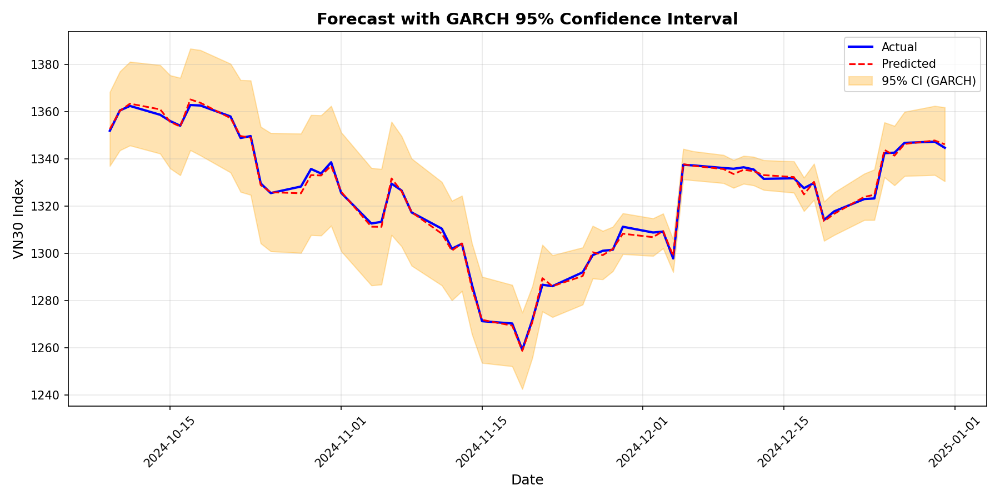 Forecast with GARCH 95% Confidence Interval
Actual
Predicted
95% CI (GARCH)
VN30 Index
1380
1360
1340
1320
1300
1280
1260
1240
2024-10-15
2024-11-01
2024-11-15
2024-12-01
2024-12-15
2025-01-01
Date